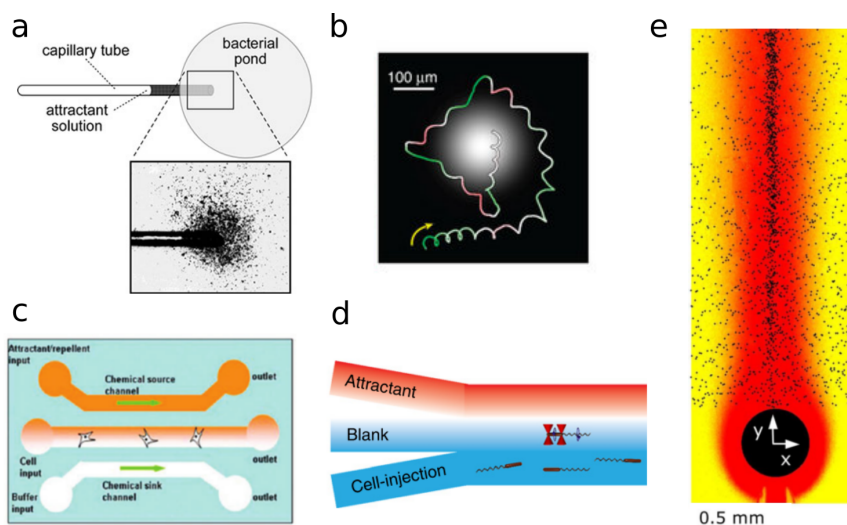 a
capillary tube
attractant
solution
bacterial
pond
b
100 μm
c
Attractant/repellent
input
Chemical source
channel
outlet
Cell
input
outlet
Buffer
input
Chemical sink
channel
outlet
d
Attractant
Blank
Cell-injection
e
y
x
0.5 mm